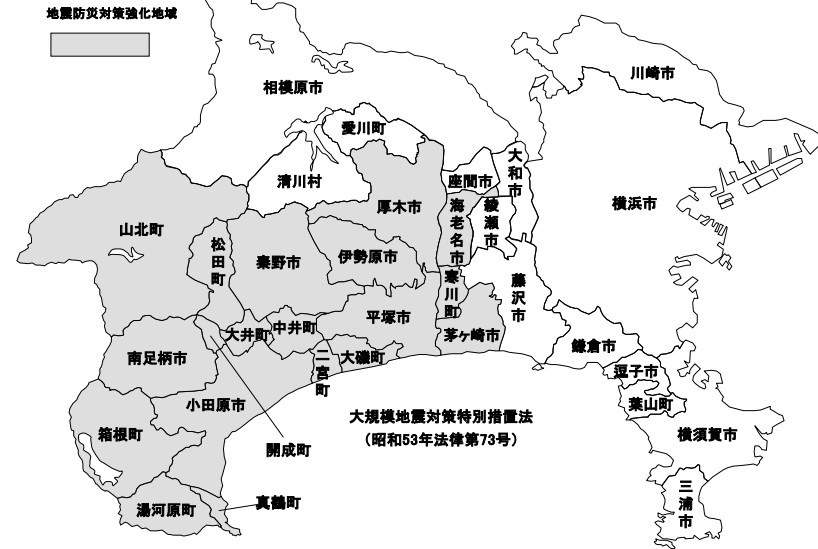 地震防災対策強化地域
川崎市
相模原市
愛川町
大和市
清川村
座間市
横浜市
厚木市
海老名市
綾瀬市
山北町
松田町
秦野市
伊勢原市
寒川町
藤沢市
大井町
中井町
平塚市
茅ヶ崎市
南足柄市
二宮町
大磯町
鎌倉市
逗子市
小田原市
葉山町
箱根町
大規模地震対策特別措置法
（昭和53年法律第73号）
横須賀市
開成町
三浦市
湯河原町
真鶴町